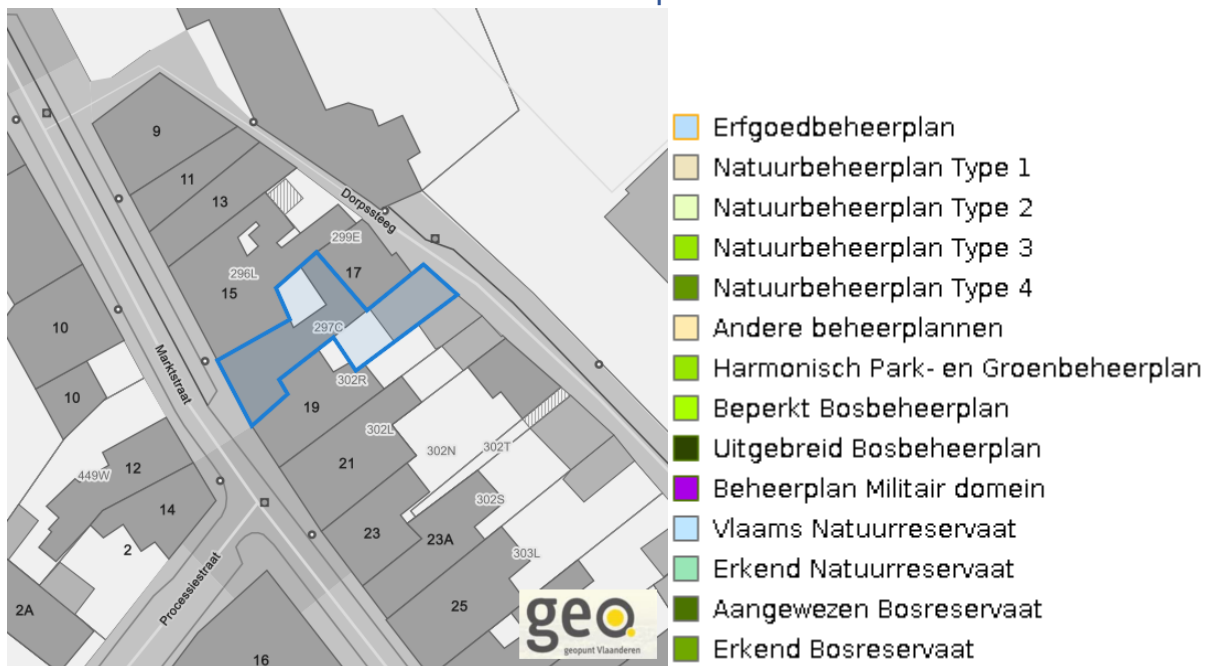 9
11
13
Dorpssteeg
299E
17
296L
15
297C
10
Marktstraat
302R
10
19
302L
302N
302T
12
449W
21
302S
14
23
23A
2
303L
Processiestraat
25
2A
16
geo
geopunt Vlaanderen
Erfgoedbeheerplan
Natuurbeheerplan Type 1
Natuurbeheerplan Type 2
Natuurbeheerplan Type 3
Natuurbeheerplan Type 4
Andere beheerplannen
Harmonisch Park- en Groenbeheerplan
Beperkt Bosbeheerplan
Uitgebreid Bosbeheerplan
Beheerplan Militair domein
Vlaams Natuurreservaat
Erkend Natuurreservaat
Aangewezen Bosreservaat
Erkend Bosreservaat